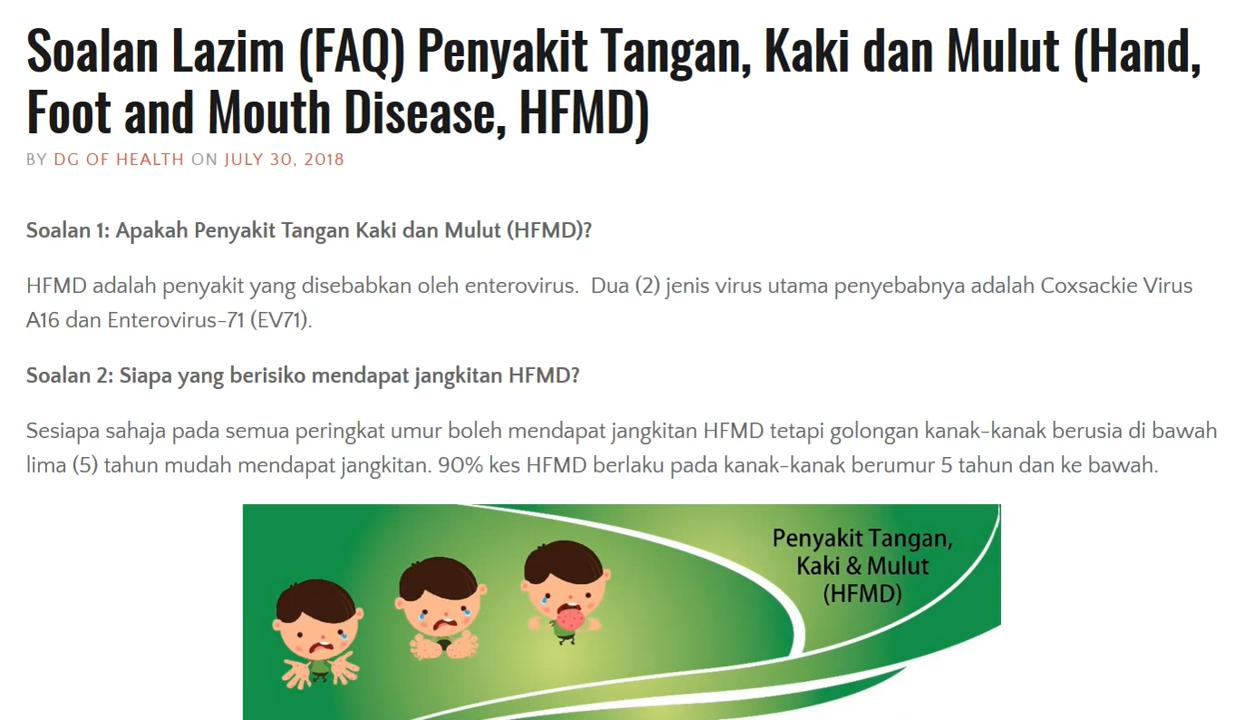 Soalan Lazim (FAQ) Penyakit Tangan, Kaki dan Mulut (Hand,
Foot and Mouth Disease, HFMD)
BY DG OF HEALTH ON JULY 30, 2018
Soalan 1: Apakah Penyakit Tangan Kaki dan Mulut (HFMD)?
HFMD adalah penyakit yang disebabkan oleh enterovirus.  Dua (2) jenis virus utama penyebabnya adalah Coxsackie Virus
A16 dan Enterovirus-71 (EV71).
Soalan 2: Siapa yang berisiko mendapat jangkitan HFMD?
Sesiapa sahaja pada semua peringkat umur boleh mendapat jangkitan HFMD tetapi golongan kanak-kanak berusia di bawah
lima (5) tahun mudah mendapat jangkitan. 90% kes HFMD berlaku pada kanak-kanak berumur 5 tahun dan ke bawah.
Penyakit Tangan,
Kaki & Mulut
(HFMD)